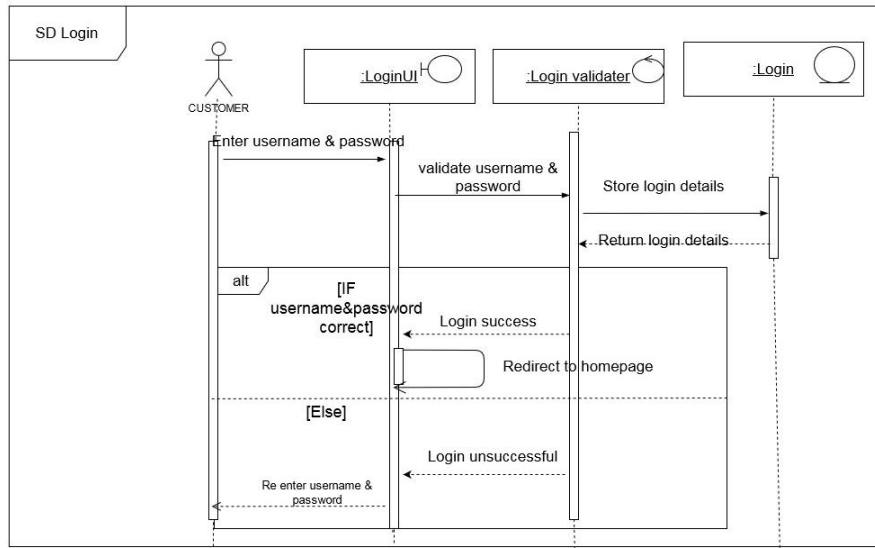 SD Login
:LoginUI
:Login validater
:Login
CUSTOMER
Enter username & password
validate username &
password
Store login details
Return login details
alt
[IF
username&password
correct]
Login success
Redirect to homepage
[Else]
Login unsuccessful
Re enter username &
password